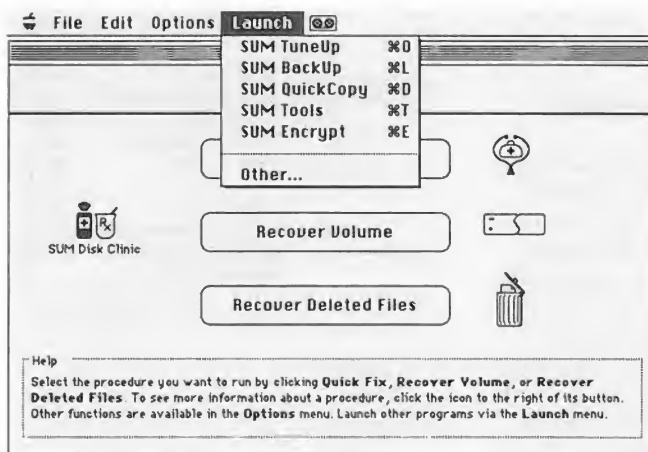 File Edit Options Launch
SUM TuneUp ⌘O
SUM BackUp ⌘L
SUM QuickCopy ⌘D
SUM Tools ⌘T
SUM Encrypt ⌘E
Other...
Rx
SUM Disk Clinic
Recover Volume
Recover Deleted Files
Help
Select the procedure you want to run by clicking Quick Fix, Recover Volume, or Recover
Deleted Files. To see more information about a procedure, click the icon to the right of its button.
Other functions are available in the Options menu. Launch other programs via the Launch menu.